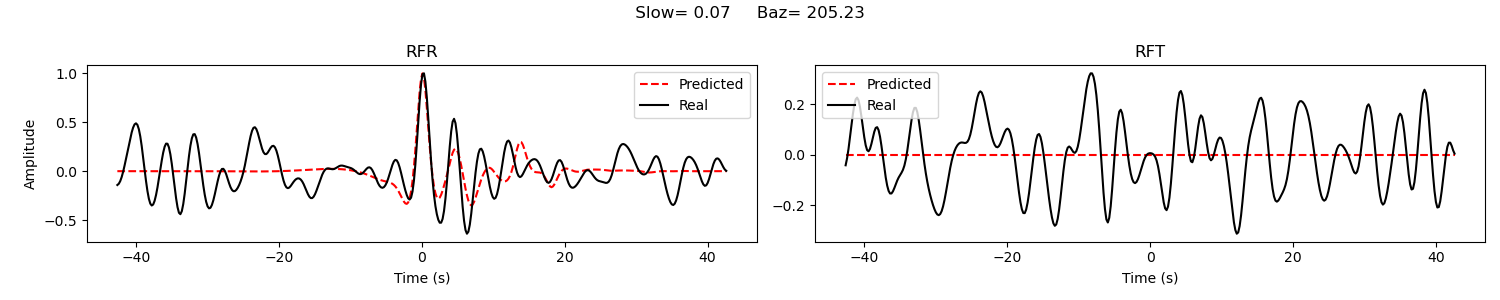 Slow= 0.07 Baz= 205.23
RFR
RFT
Amplitude
1.0
0.5
0.0
−0.5
−40
−20
0
20
40
Time (s)
Predicted
Real
0.2
0.0
−0.2
−40
−20
0
20
40
Time (s)
Predicted
Real